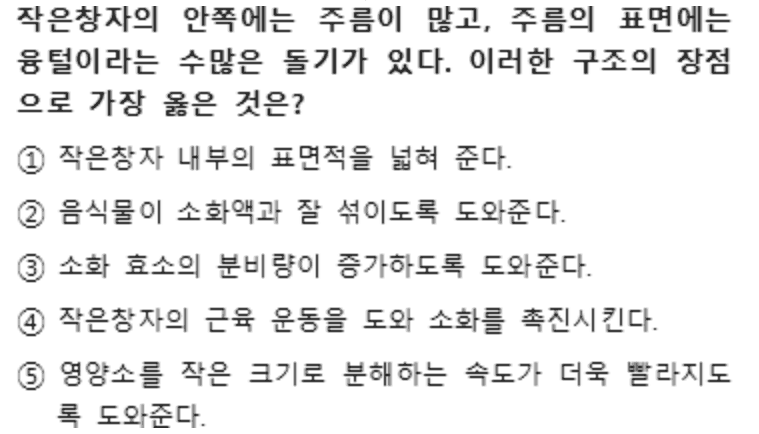 작은창자의 안쪽에는 주름이 많고, 주름의 표면에는
융털이라는 수많은 돌기가 있다. 이러한 구조의 장점
으로 가장 옳은 것은?
① 작은창자 내부의 표면적을 넓혀 준다.
② 음식물이 소화액과 잘 섞이도록 도와준다.
③ 소화 효소의 분비량이 증가하도록 도와준다.
④ 작은창자의 근육 운동을 도와 소화를 촉진시킨다.
⑤ 영양소를 작은 크기로 분해하는 속도가 더욱 빨라지도
록 도와준다.